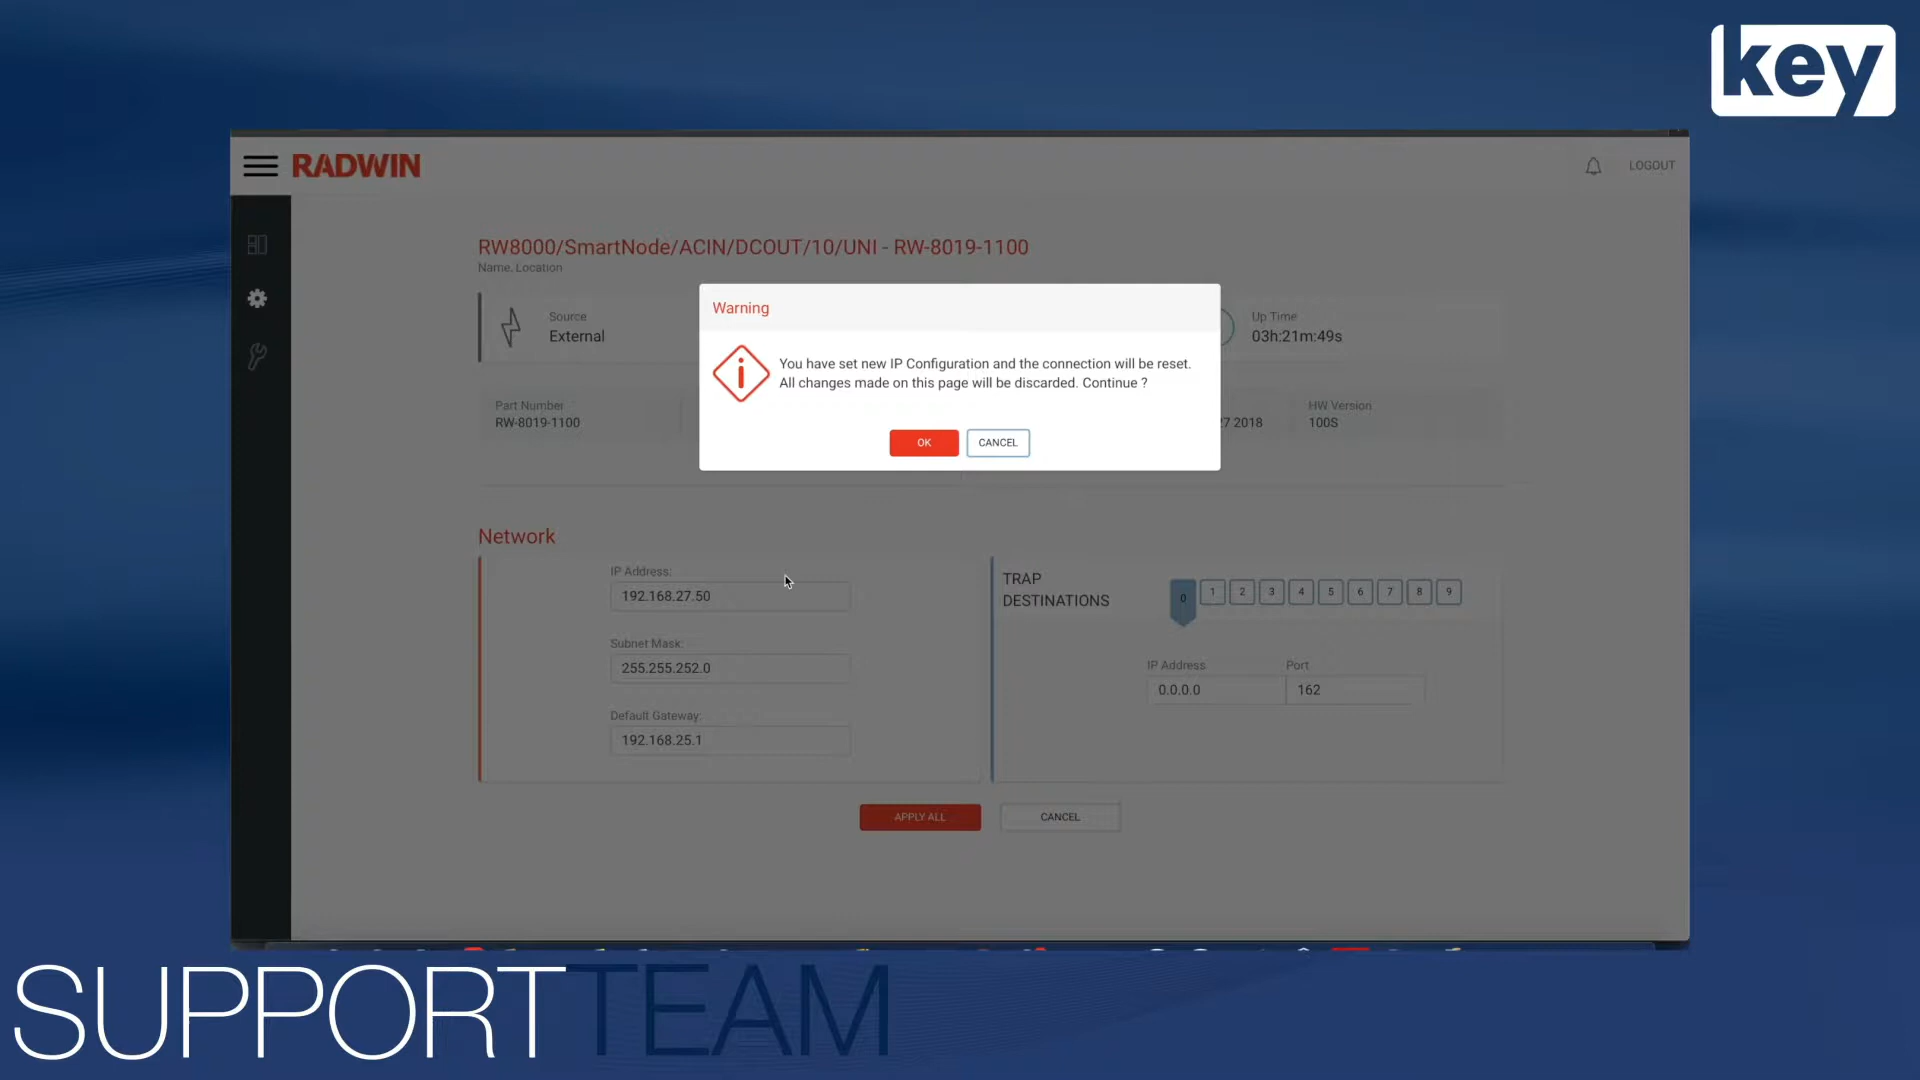 key
RADWIN
LOGOUT
RW8000/SmartNode/ACIN/DCOUT/10/UNI - RW-8019-1100
Name, Location
Source
External
Up Time
03h:21m:49s
Warning
You have set new IP Configuration and the connection will be reset.
All changes made on this page will be discarded. Continue ?
OK
CANCEL
Part Number
RW-8019-1100
27 2018
HW Version
100S
Network
IP Address:
192.168.27.50
Subnet Mask:
255.255.252.0
Default Gateway:
192.168.25.1
TRAP
DESTINATIONS
0 1 2 3 4 5 6 7 8 9
IP Address Port
0.0.0.0 162
APPLY ALL
CANCEL
SUPPORTTEAM